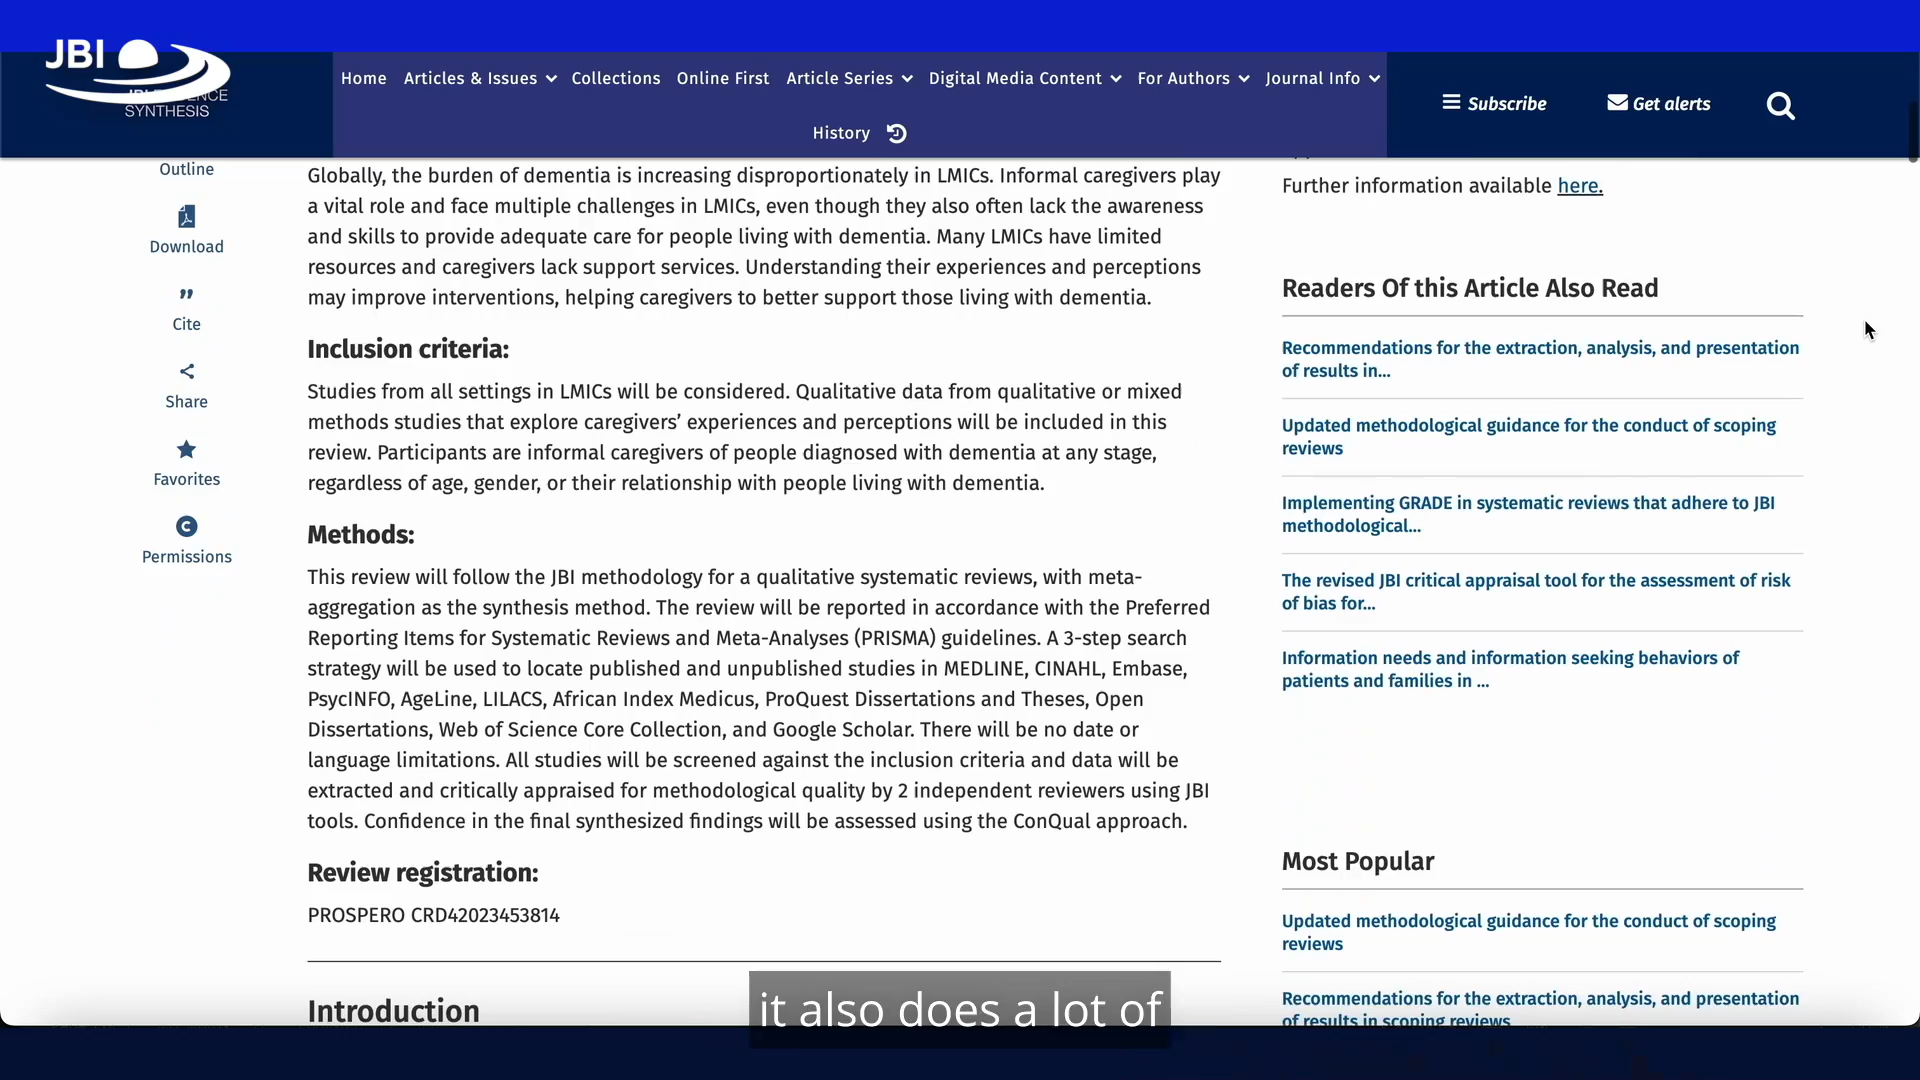 JBI
EVIDENCE
SYNTHESIS
Home
Articles & Issues
Collections
Online First
Article Series
Digital Media Content
For Authors
Journal Info
History
Subscribe
Get alerts
Outline
Download
Cite
Share
Favorites
Permissions
Globally, the burden of dementia is increasing disproportionately in LMICs. Informal caregivers play
a vital role and face multiple challenges in LMICs, even though they also often lack the awareness
and skills to provide adequate care for people living with dementia. Many LMICs have limited
resources and caregivers lack support services. Understanding their experiences and perceptions
may improve interventions, helping caregivers to better support those living with dementia.
Inclusion criteria:
Studies from all settings in LMICs will be considered. Qualitative data from qualitative or mixed
methods studies that explore caregivers’ experiences and perceptions will be included in this
review. Participants are informal caregivers of people diagnosed with dementia at any stage,
regardless of age, gender, or their relationship with people living with dementia.
Methods:
This review will follow the JBI methodology for a qualitative systematic reviews, with meta-
aggregation as the synthesis method. The review will be reported in accordance with the Preferred
Reporting Items for Systematic Reviews and Meta-Analyses (PRISMA) guidelines. A 3-step search
strategy will be used to locate published and unpublished studies in MEDLINE, CINAHL, Embase,
PsycINFO, AgeLine, LILACS, African Index Medicus, ProQuest Dissertations and Theses, Open
Dissertations, Web of Science Core Collection, and Google Scholar. There will be no date or
language limitations. All studies will be screened against the inclusion criteria and data will be
extracted and critically appraised for methodological quality by 2 independent reviewers using JBI
tools. Confidence in the final synthesized findings will be assessed using the ConQual approach.
Review registration:
PROSPERO CRD42023453814
Introduction
Further information available here.
Readers Of this Article Also Read
Recommendations for the extraction, analysis, and presentation
of results in...
Updated methodological guidance for the conduct of scoping
reviews
Implementing GRADE in systematic reviews that adhere to JBI
methodological...
The revised JBI critical appraisal tool for the assessment of risk
of bias for...
Information needs and information seeking behaviors of
patients and families in ...
Most Popular
Updated methodological guidance for the conduct of scoping
reviews
Recommendations for the extraction, analysis, and presentation
of results in scoping reviews
it also does a lot of